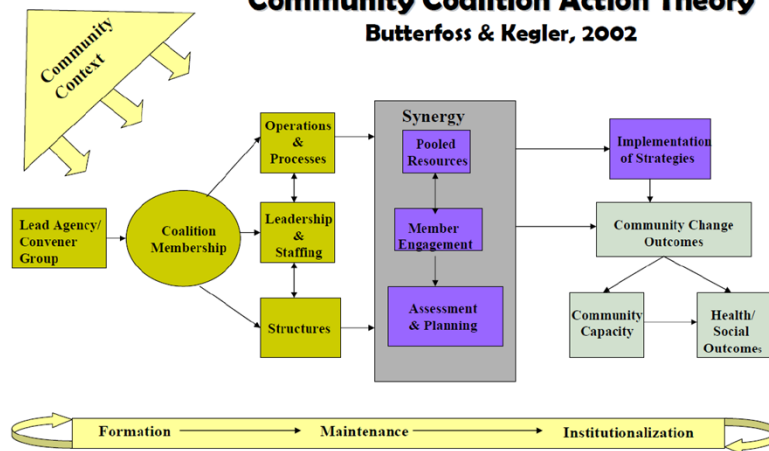 Community Coalition Action Theory
Butterfoss & Kegler, 2002
Community
Context
Lead Agency/
Convener
Group
Coalition
Membership
Operations
&
Processes
Leadership
& 
Staffing
Structures
Synergy
Pooled
Resources
Member
Engagement
Assessment
& Planning
Implementation
of Strategies
Community Change
Outcomes
Community
Capacity
Health/
Social
Outcomes
Formation
Maintenance
Institutionalization